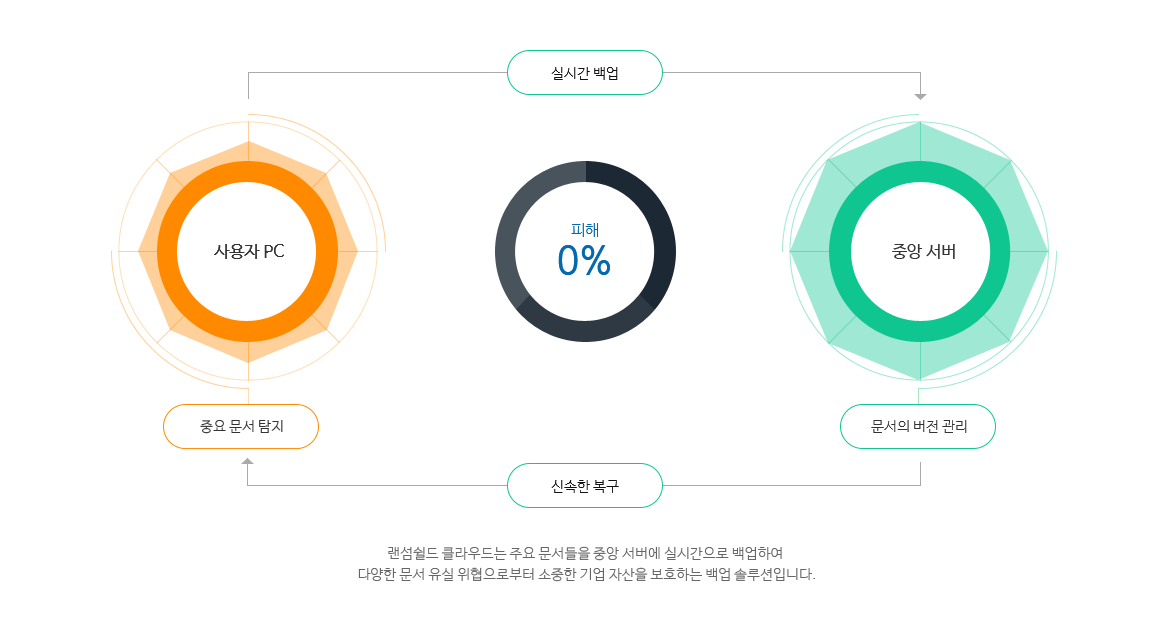 실시간 백업
사용자 PC
피해
0%
중앙 서버
중요 문서 탐지
문서의 버전 관리
신속한 복구
랜섬쉴드 클라우드는 주요 문서들을 중앙 서버에 실시간으로 백업하여
다양한 문서 유실 위협으로부터 소중한 기업 자산을 보호하는 백업 솔루션입니다.